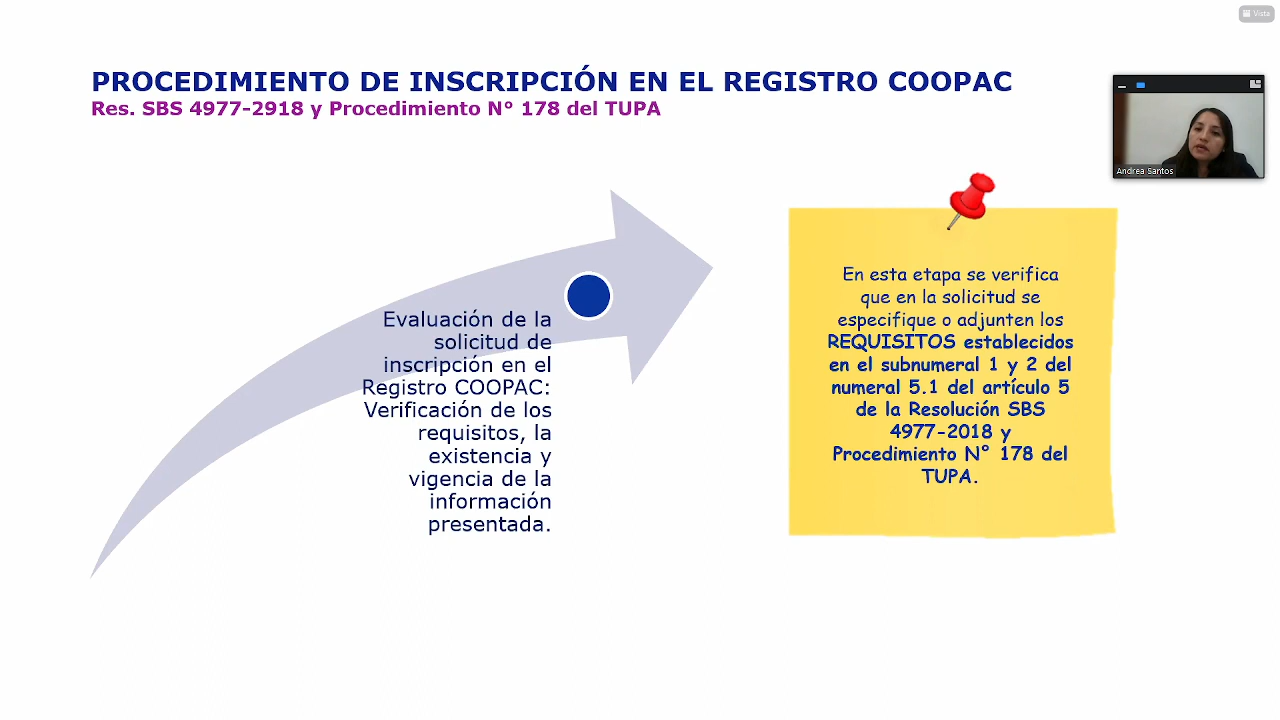 Vista
PROCEDIMIENTO DE INSCRIPCIÓN EN EL REGISTRO COOPAC
Res. SBS 4977-2918 y Procedimiento N° 178 del TUPA
Andrea Santos
Evaluación de la
solicitud de
inscripción en el
Registro COOPAC:
Verificación de los
requisitos, la
existencia y
vigencia de la
información
presentada.
En esta etapa se verifica
que en la solicitud se
especifique o adjunten los
REQUISITOS establecidos
en el subnumeral 1 y 2 del
numeral 5.1 del artículo 5
de la Resolución SBS
4977-2018 y
Procedimiento N° 178 del
TUPA.